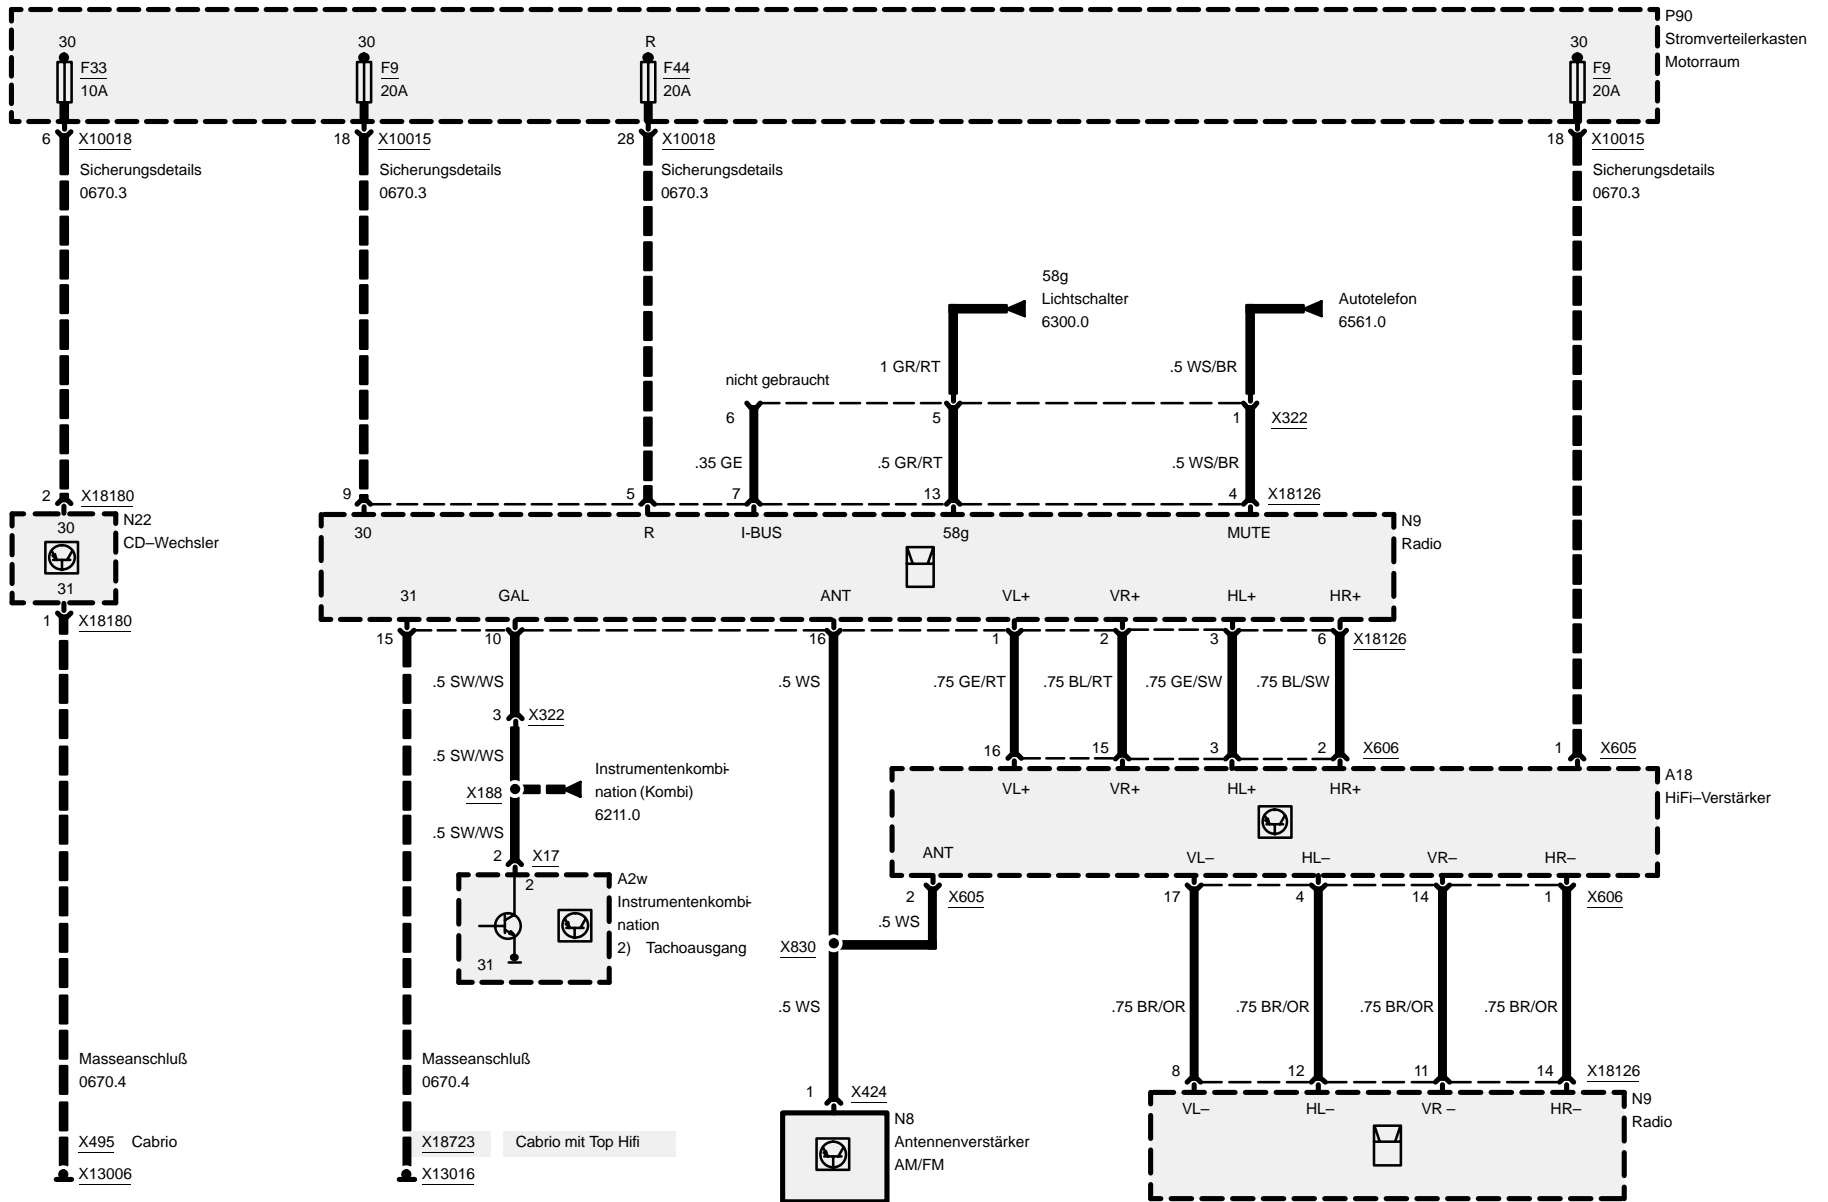 P90
Stromverteilerkasten
Motorraum
30
F33
10A
30
F9
20A
R
F44
20A
30
F9
20A
6 X10018
18 X10015
28 X10018
18 X10015
Sicherungsdetails
0670.3
Sicherungsdetails
0670.3
Sicherungsdetails
0670.3
Sicherungsdetails
0670.3
58g
Lichtschalter
6300.0
Autotelefon
6561.0
1 GR/RT
.5 WS/BR
nicht gebraucht
6 5 1 X322
.35 GE .5 GR/RT .5 WS/BR
2 X18180
9 5 7 13 4 X18126
N22
CD–Wechsler
30
31
1 X18180
N9
Radio
30 R I-BUS 58g MUTE
31 GAL ANT VL+ VR+ HL+ HR+
15 10 16 1 2 3 6 X18126
.5 SW/WS .5 WS .75 GE/RT .75 BL/RT .75 GE/SW .75 BL/SW
3 X322
.5 SW/WS
X188
Instrumentenkombi-
nation (Kombi)
6211.0
.5 SW/WS
2 X17
16 15 3 2 X606
1 X605
A18
HiFi–Verstärker
VL+ VR+ HL+ HR+
ANT VL– HL– VR– HR–
2 X605
17 4 14 1 X606
2
31
A2w
Instrumentenkombi-
nation
2) Tachoausgang
.5 WS
X830
.5 WS
.75 BR/OR .75 BR/OR .75 BR/OR .75 BR/OR
Masseanschluß
0670.4
Masseanschluß
0670.4
1 X424
8 12 11 14 X18126
N8
Antennenverstärker
AM/FM
N9
Radio
VL– HL– VR – HR–
X495 Cabrio
X13006
X18723 Cabrio mit Top Hifi
X13016